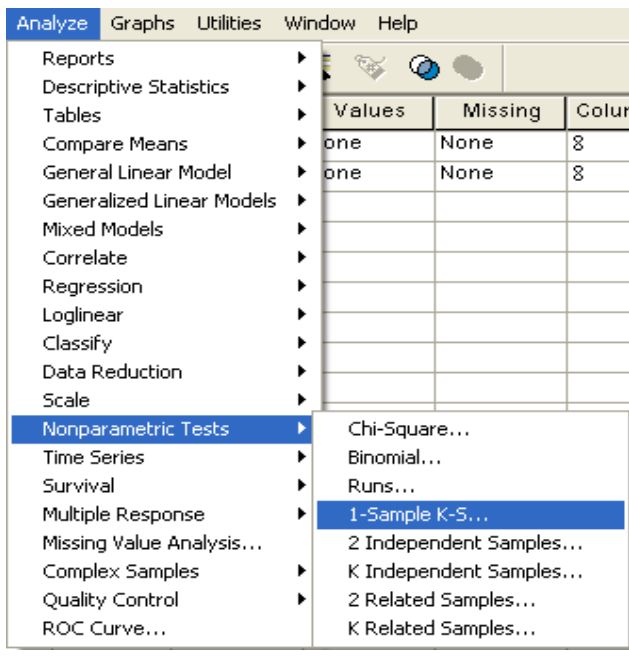 Analyze Graphs Utilities Window Help
Reports
Descriptive Statistics
Tables
Compare Means
General Linear Model
Generalized Linear Models
Mixed Models
Correlate
Regression
Loglinear
Classify
Data Reduction
Scale
Nonparametric Tests
Time Series
Survival
Multiple Response
Missing Value Analysis...
Complex Samples
Quality Control
ROC Curve...
Values Missing Colur
one None 8
one None 8
Chi-Square...
Binomial...
Runs...
1-Sample K-S...
2 Independent Samples...
K Independent Samples...
2 Related Samples...
K Related Samples...